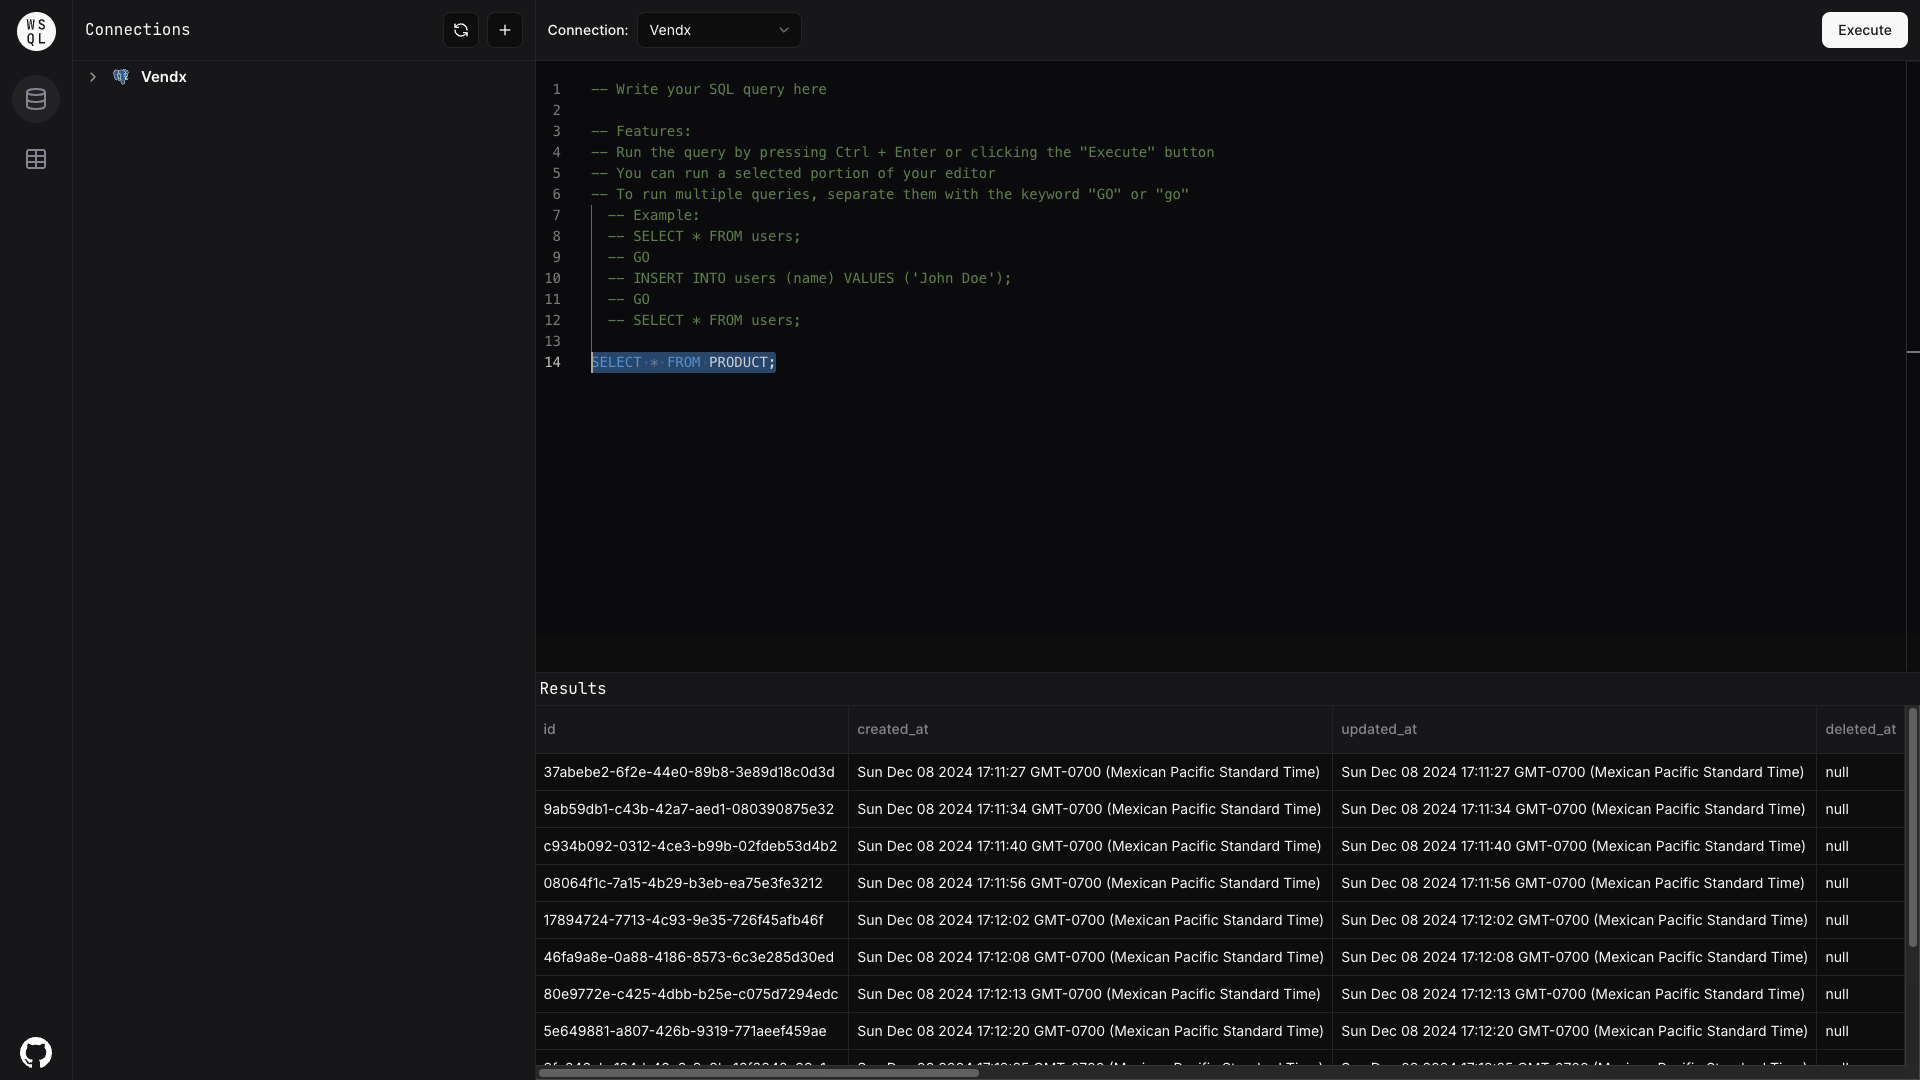 WS
QL
Connections
Connection:
Vendx
Execute
Vendx
1 -- Write your SQL query here
2
3 -- Features:
4 -- Run the query by pressing Ctrl + Enter or clicking the "Execute" button
5 -- You can run a selected portion of your editor
6 -- To run multiple queries, separate them with the keyword "GO" or "go"
7 -- Example:
8 -- SELECT * FROM users;
9 -- GO
10 -- INSERT INTO users (name) VALUES ('John Doe');
11 -- GO
12 -- SELECT * FROM users;
13
14 SELECT * FROM PRODUCT;
Results
id created_at updated_at deleted_at
37abebe2-6f2e-44e0-89b8-3e89d18c0d3d Sun Dec 08 2024 17:11:27 GMT-0700 (Mexican Pacific Standard Time) Sun Dec 08 2024 17:11:27 GMT-0700 (Mexican Pacific Standard Time) null
9ab59db1-c43b-42a7-aed1-080390875e32 Sun Dec 08 2024 17:11:34 GMT-0700 (Mexican Pacific Standard Time) Sun Dec 08 2024 17:11:34 GMT-0700 (Mexican Pacific Standard Time) null
c934b092-0312-4ce3-b99b-02fdeb53d4b2 Sun Dec 08 2024 17:11:40 GMT-0700 (Mexican Pacific Standard Time) Sun Dec 08 2024 17:11:40 GMT-0700 (Mexican Pacific Standard Time) null
08064f1c-7a15-4b29-b3eb-ea75e3fe3212 Sun Dec 08 2024 17:11:56 GMT-0700 (Mexican Pacific Standard Time) Sun Dec 08 2024 17:11:56 GMT-0700 (Mexican Pacific Standard Time) null
17894724-7713-4c93-9e35-726f45afb46f Sun Dec 08 2024 17:12:02 GMT-0700 (Mexican Pacific Standard Time) Sun Dec 08 2024 17:12:02 GMT-0700 (Mexican Pacific Standard Time) null
46fa9a8e-0a88-4186-8573-6c3e285d30ed Sun Dec 08 2024 17:12:08 GMT-0700 (Mexican Pacific Standard Time) Sun Dec 08 2024 17:12:08 GMT-0700 (Mexican Pacific Standard Time) null
80e9772e-c425-4dbb-b25e-c075d7294edc Sun Dec 08 2024 17:12:13 GMT-0700 (Mexican Pacific Standard Time) Sun Dec 08 2024 17:12:13 GMT-0700 (Mexican Pacific Standard Time) null
5e649881-a807-426b-9319-771aeef459ae Sun Dec 08 2024 17:12:20 GMT-0700 (Mexican Pacific Standard Time) Sun Dec 08 2024 17:12:20 GMT-0700 (Mexican Pacific Standard Time) null